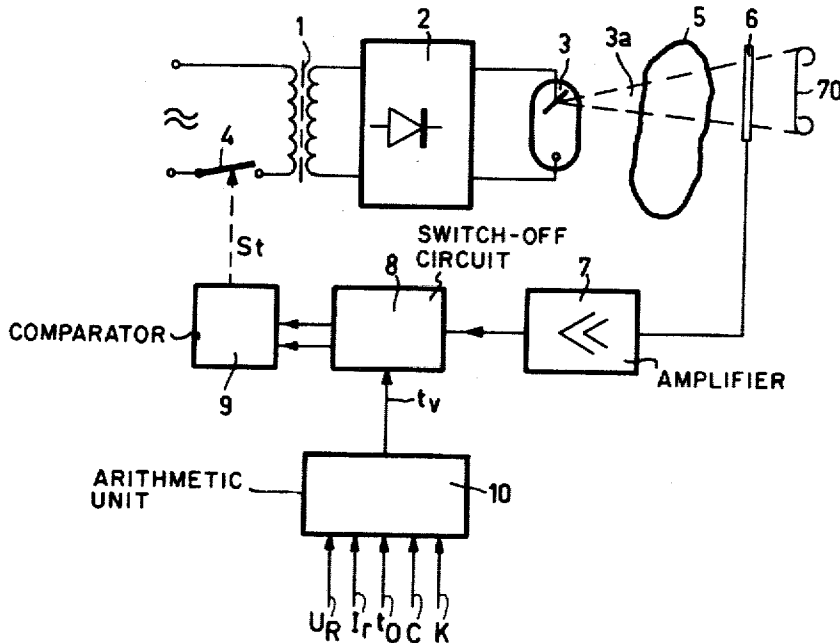 1
2
3
3a
5
6
70
4
St
SWITCH-OFF
CIRCUIT
8
7
COMPARATOR
9
AMPLIFIER
tv
ARITHMETIC
UNIT
10
UR Ir tO C K